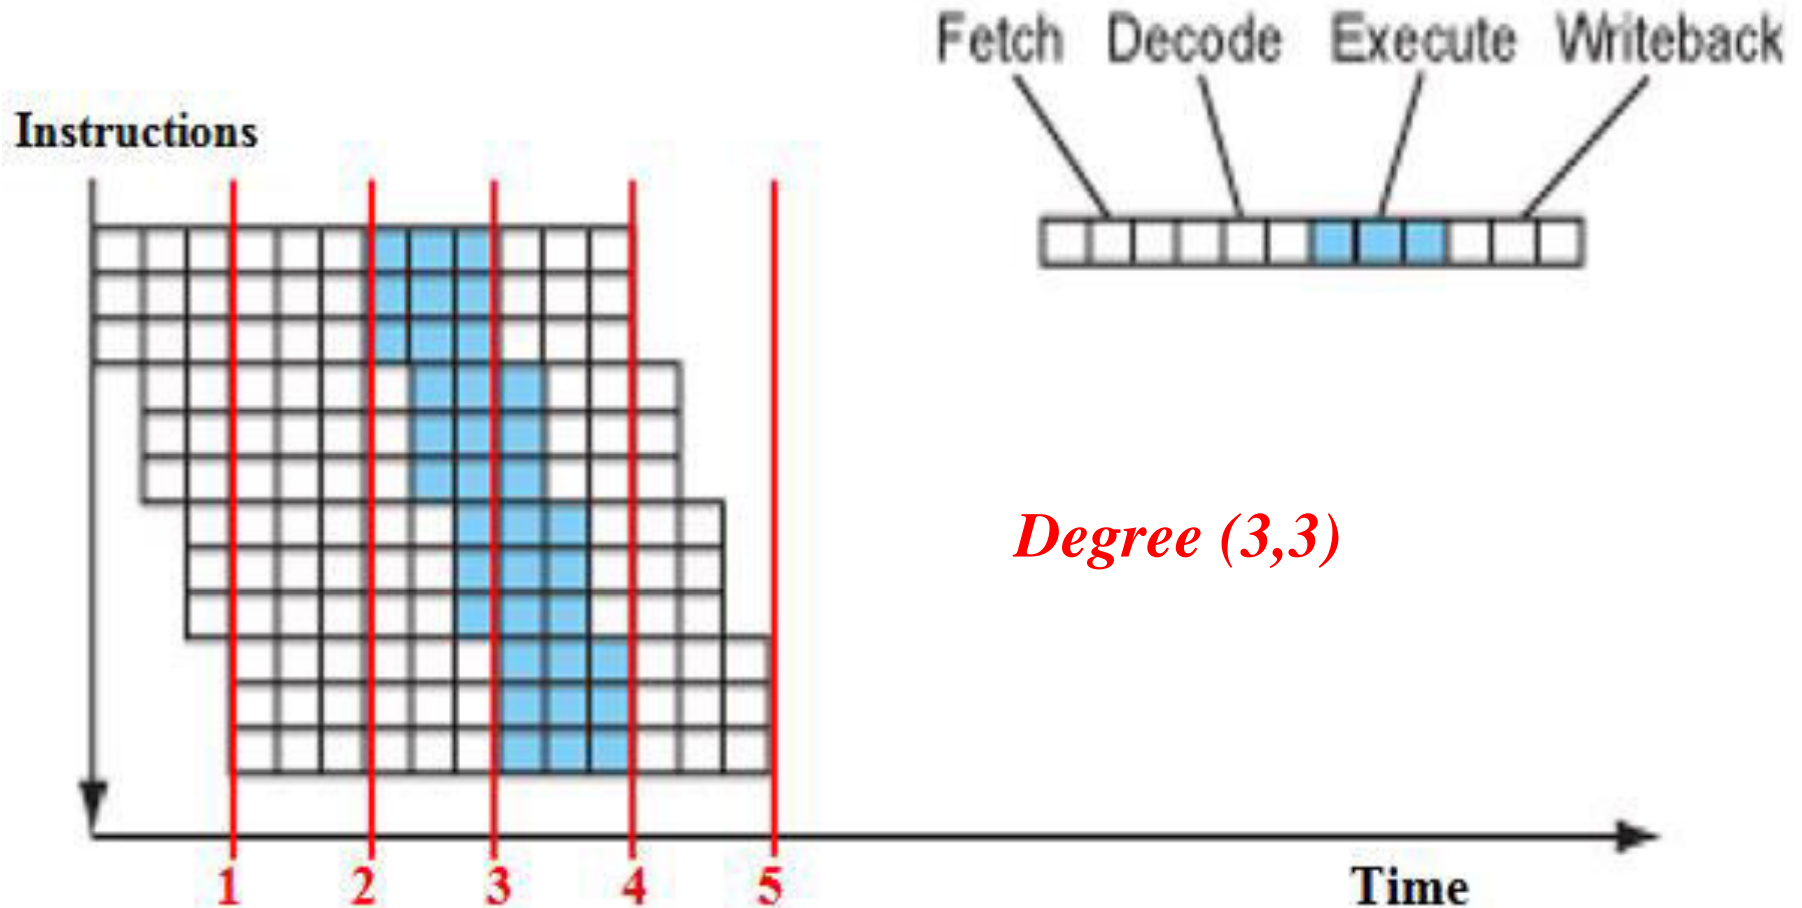 Fetch Decode Execute Writeback
Instructions
Degree (3,3)
1 2 3 4 5
Time